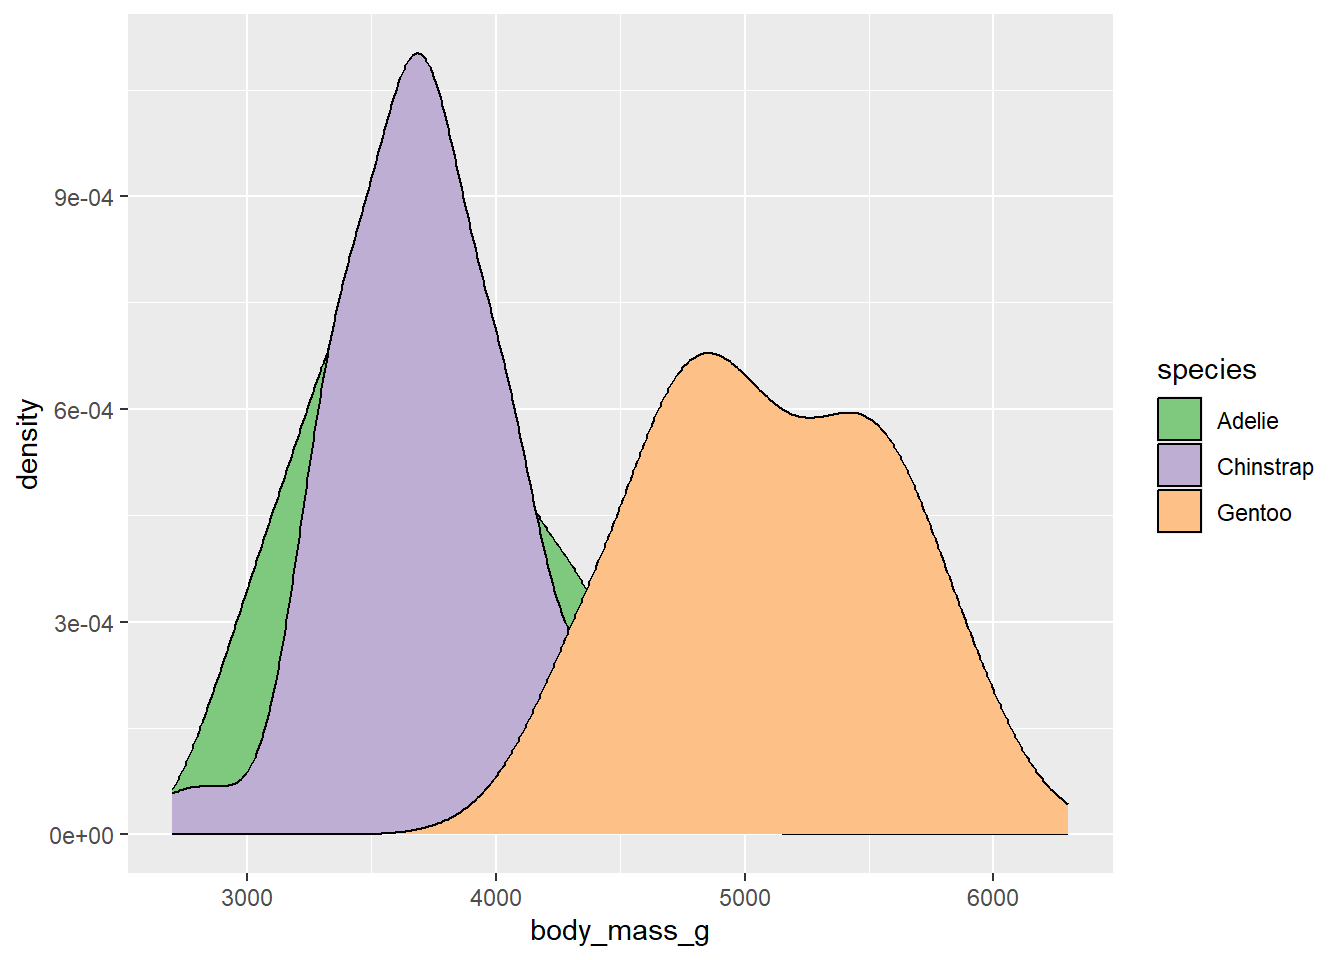 9e-04
6e-04
3e-04
0e+00
density
3000 4000 5000 6000
body_mass_g
species
Adelie
Chinstrap
Gentoo